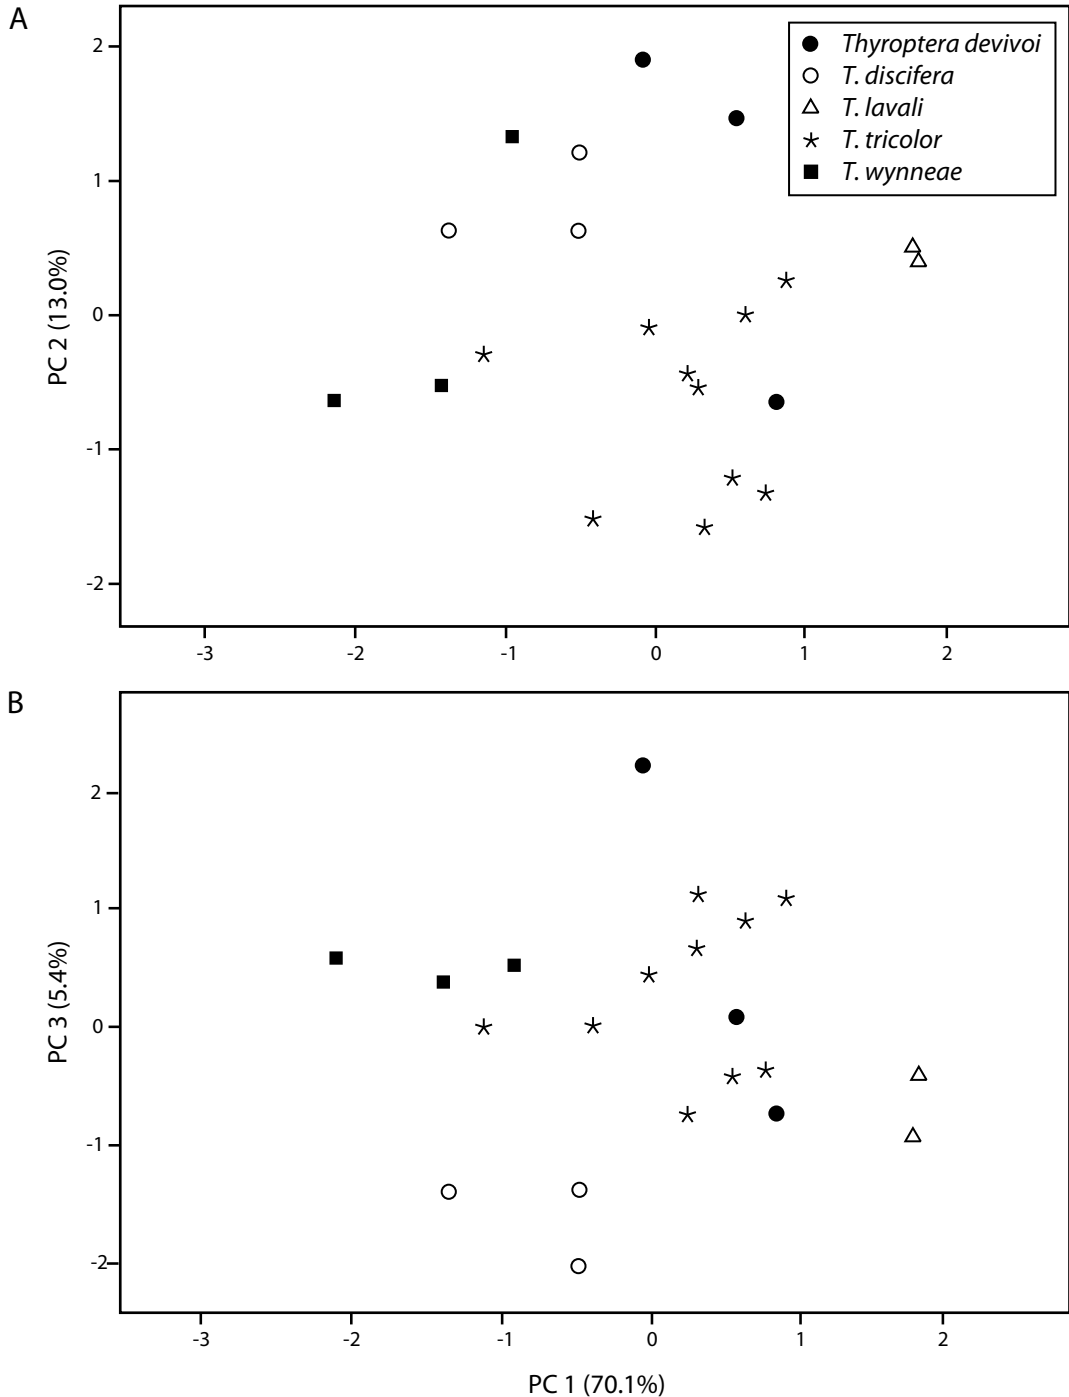 A
2
1
0
-1
-2
PC 2 (13.0%)
Thyroptera devivoi
T. discifera
T. lavali
T. tricolor
T. wynneae
-3 -2 -1 0 1 2
B
2
1
0
-1
-2
PC 3 (5.4%)
-3 -2 -1 0 1 2
PC 1 (70.1%)